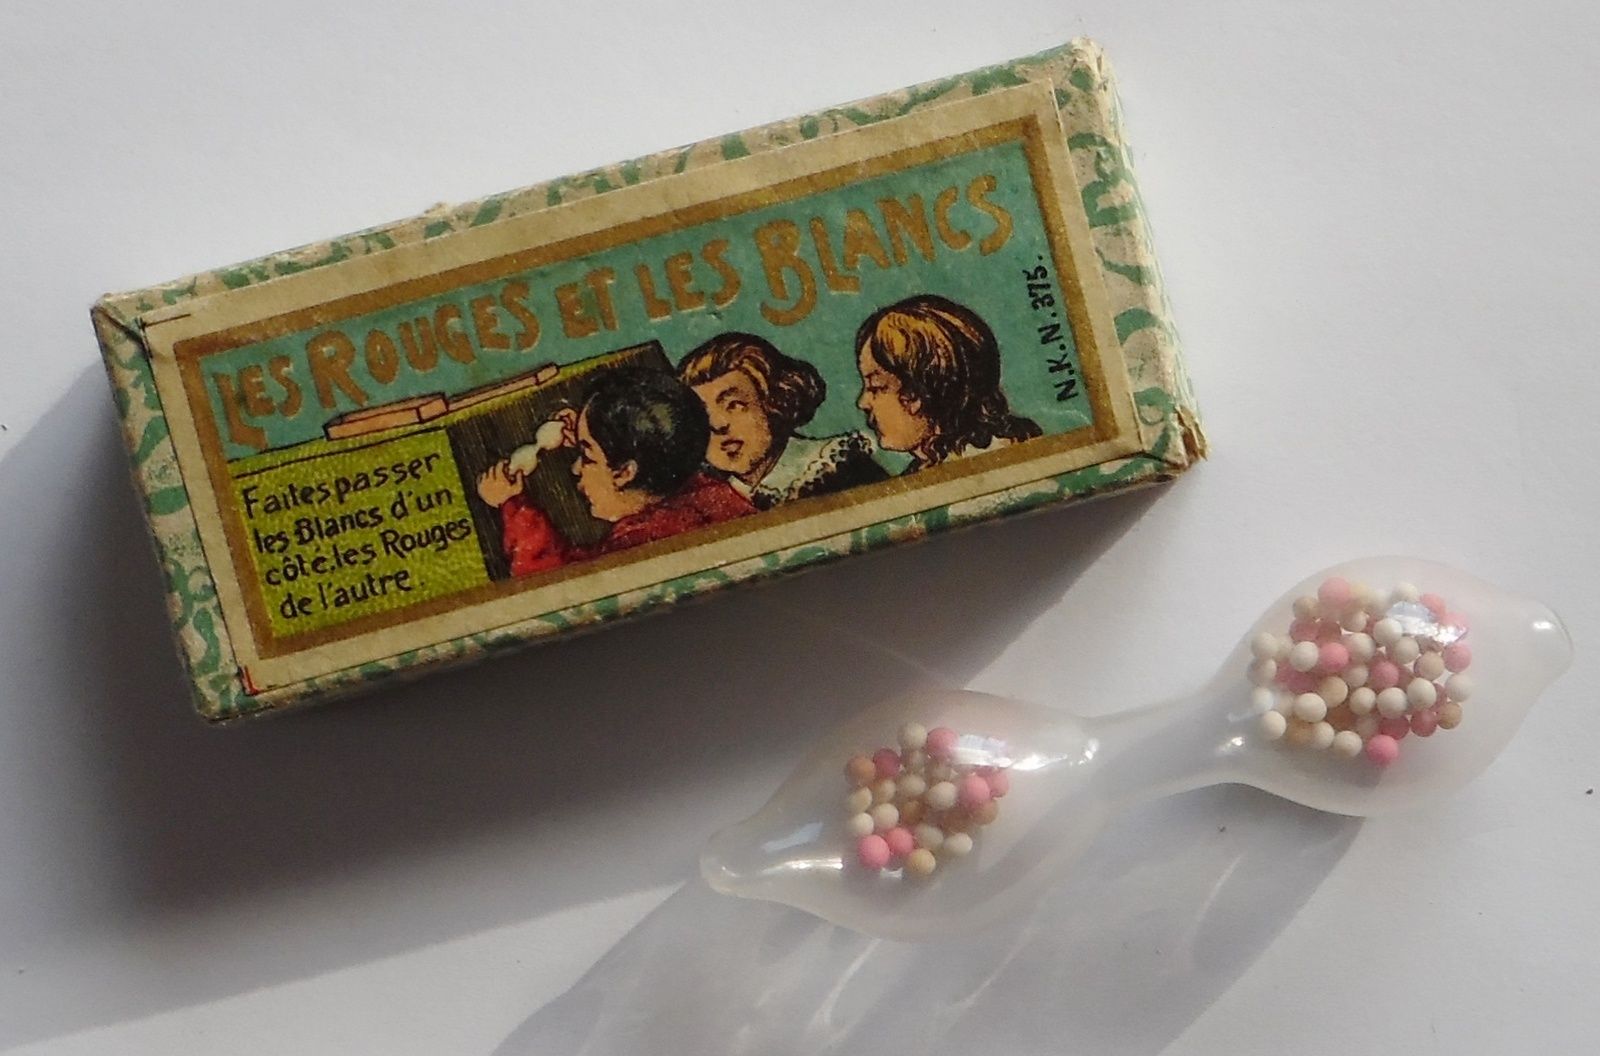 LES ROUGES ET LES BLANCS
N.K.N. 375.
Faites passer
les Blancs d'un
côté, les Rouges
de l'autre.